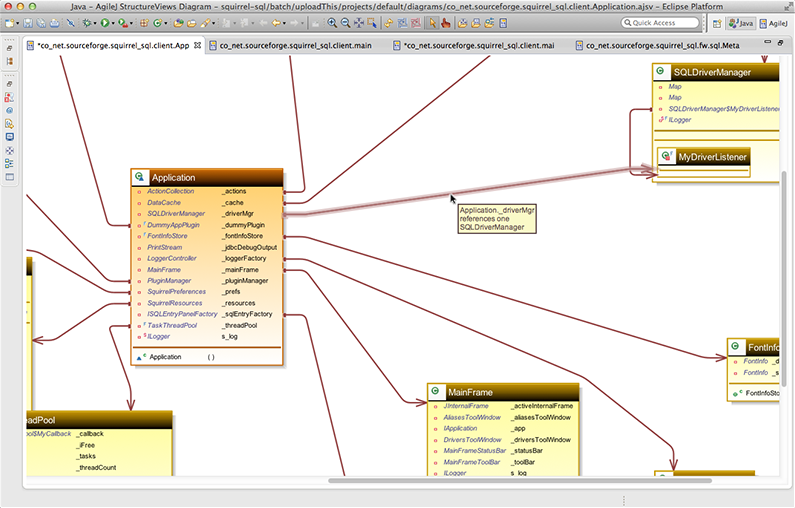 Java - AgileJ StructureViews Diagram - squirrel-sql/batch/uploadThis/projects/default/diagrams/co_net.sourceforge.squirrel_sql.client.Application.ajsv - Eclipse Platform
Quick Access
Java
AgileJ
*co_net.sourceforge.squirrel_sql.client.App
co_net.sourceforge.squirrel_sql.client.main
*co_net.sourceforge.squirrel_sql.client.mai
co_net.sourceforge.squirrel_sql.fw.sql.Meta
SQLDriverManager
Map
Map
SQLDriverManager$MyDriverListener
ILogger
MyDriverListener
Application
ActionCollection _actions
DataCache _cache
SQLDriverManager _driverMgr
DummyAppPlugin _dummyPlugin
FontInfoStore _fontInfoStore
PrintStream _jdbcDebugOutput
LoggerController _loggerFactory
MainFrame _mainFrame
PluginManager _pluginManager
SquirrelPreferences _prefs
SquirrelResources _resources
ISQLEntryPanelFactory _sqlEntryFactory
TaskThreadPool _threadPool
ILogger s_log
Application ( )
Application._driverMgr
references one
SQLDriverManager
FontInfo
FontInfo _d
FontInfo _s
FontInfoStor
MainFrame
JInternalFrame _activeInternalFrame
AliasesToolWindow _aliasesToolWindow
IApplication _app
DriversToolWindow _driversToolWindow
MainFrameStatusBar _statusBar
MainFrameToolBar _toolBar
ILogger s_log
eadPool
ool$MyCallback _callback
_iFree
_tasks
_threadCount